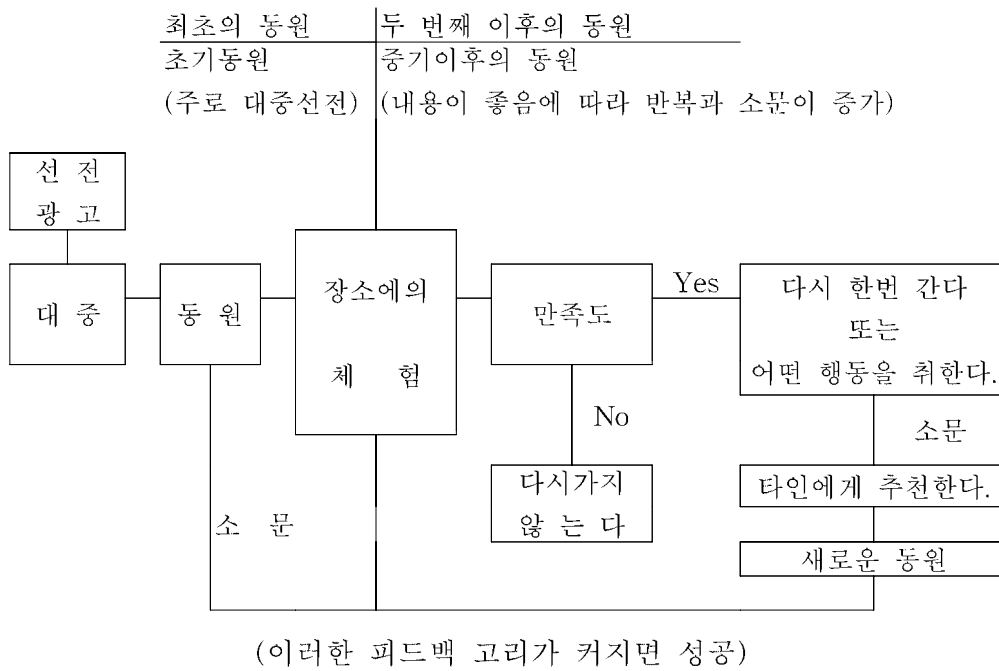 최초의 동원
두 번째 이후의 동원
초기동원
중기이후의 동원
(주로 대중선전)
(내용이 좋음에 따라 반복과 소문이 증가)
선 전
광 고
대 중
동 원
장소에의
체 험
만족도
Yes
다시 한번 간다
또는
어떤 행동을 취한다.
No
소문
다시가지
않 는 다
타인에게 추천한다.
소 문
새로운 동원
(이러한 피드백 고리가 커지면 성공)